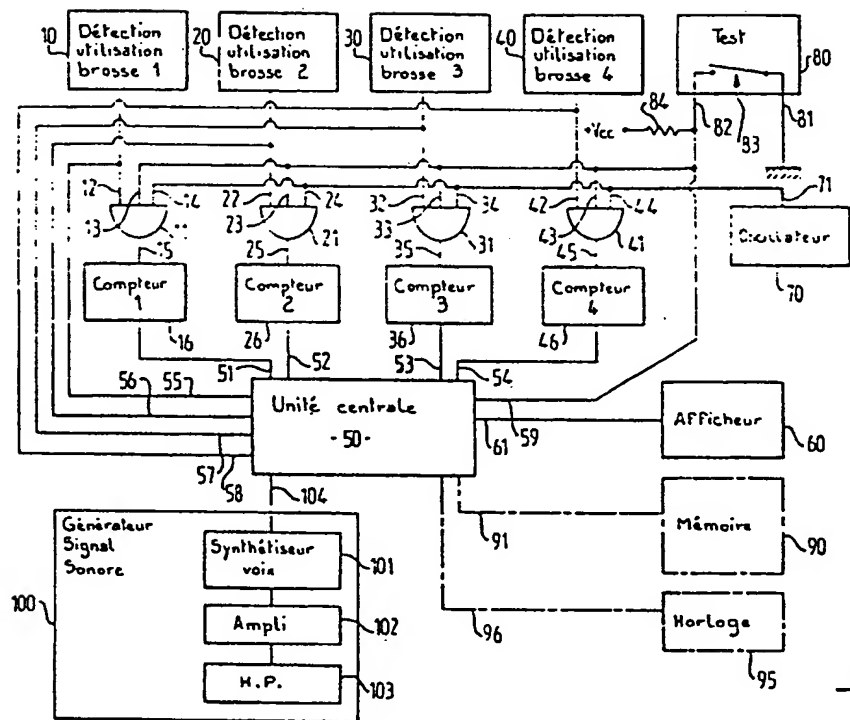 10
Détection
utilisation
brosse 1
20
Détection
utilisation
brosse 2
30
Détection
utilisation
brosse 3
40
Détection
utilisation
brosse 4
Test
80
84
+Vcc
82
83
81
12
14
13
15
22
24
23
25
21
32
34
33
35
31
42
44
43
45
41
71
Oscillateur
70
Compteur
1
16
Compteur
2
26
Compteur
3
36
Compteur
4
46
51
52
53
54
55
56
57
58
Unité centrale
-50-
59
61
Afficheur
60
104
91
Mémoire
90
96
Horloge
95
Générateur
Signal
Sonore
100
Synthétiseur
voix
101
Ampli
102
H.P.
103